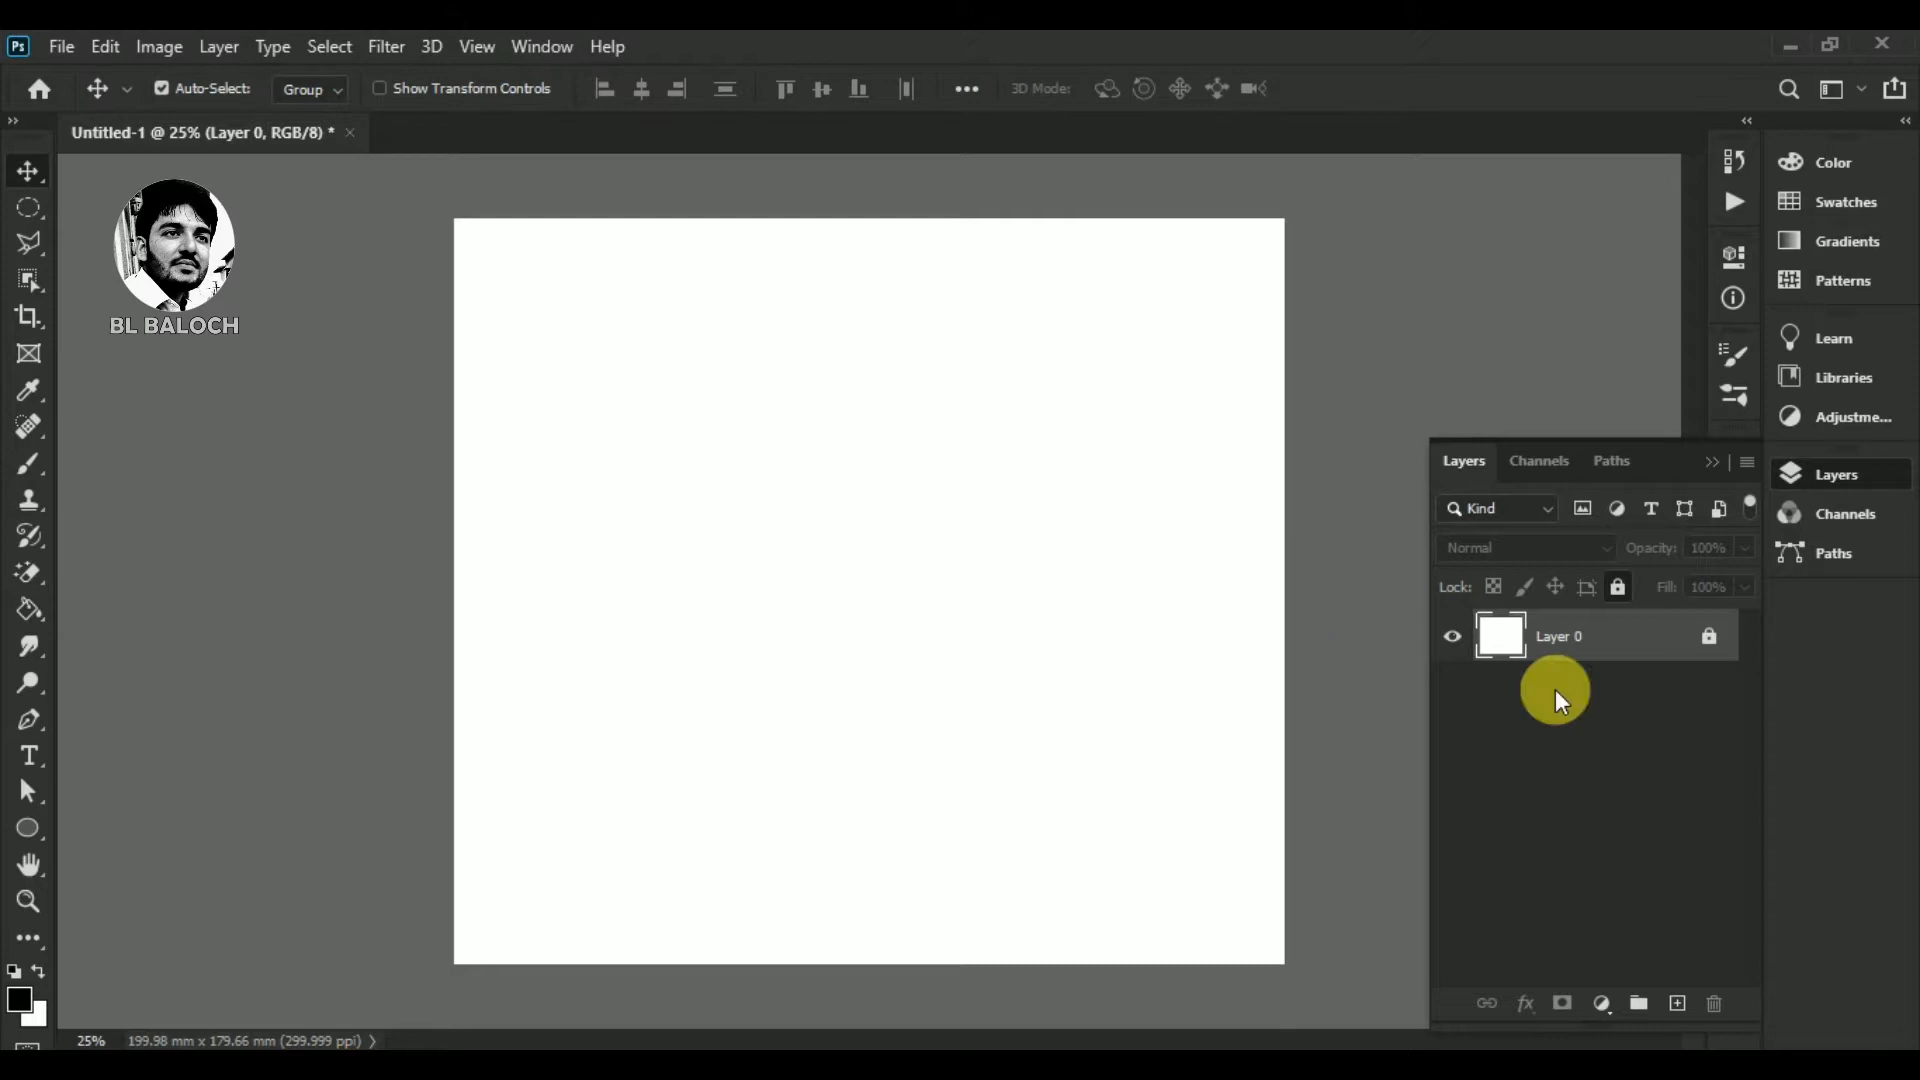 Ps File Edit Image Layer Type Select Filter 3D View Window Help
Auto-Select: Group Show Transform Controls 3D Mode:
Untitled-1 @ 25% (Layer 0, RGB/8) *
BL BALOCH
Color
Swatches
Gradients
Patterns
Learn
Libraries
Adjustme...
Layers
Channels
Paths
Layers Channels Paths
Kind
Normal Opacity: 100%
Lock: Fill: 100%
Layer 0
fx
25% 199.98 mm x 179.66 mm (299.999 ppi)